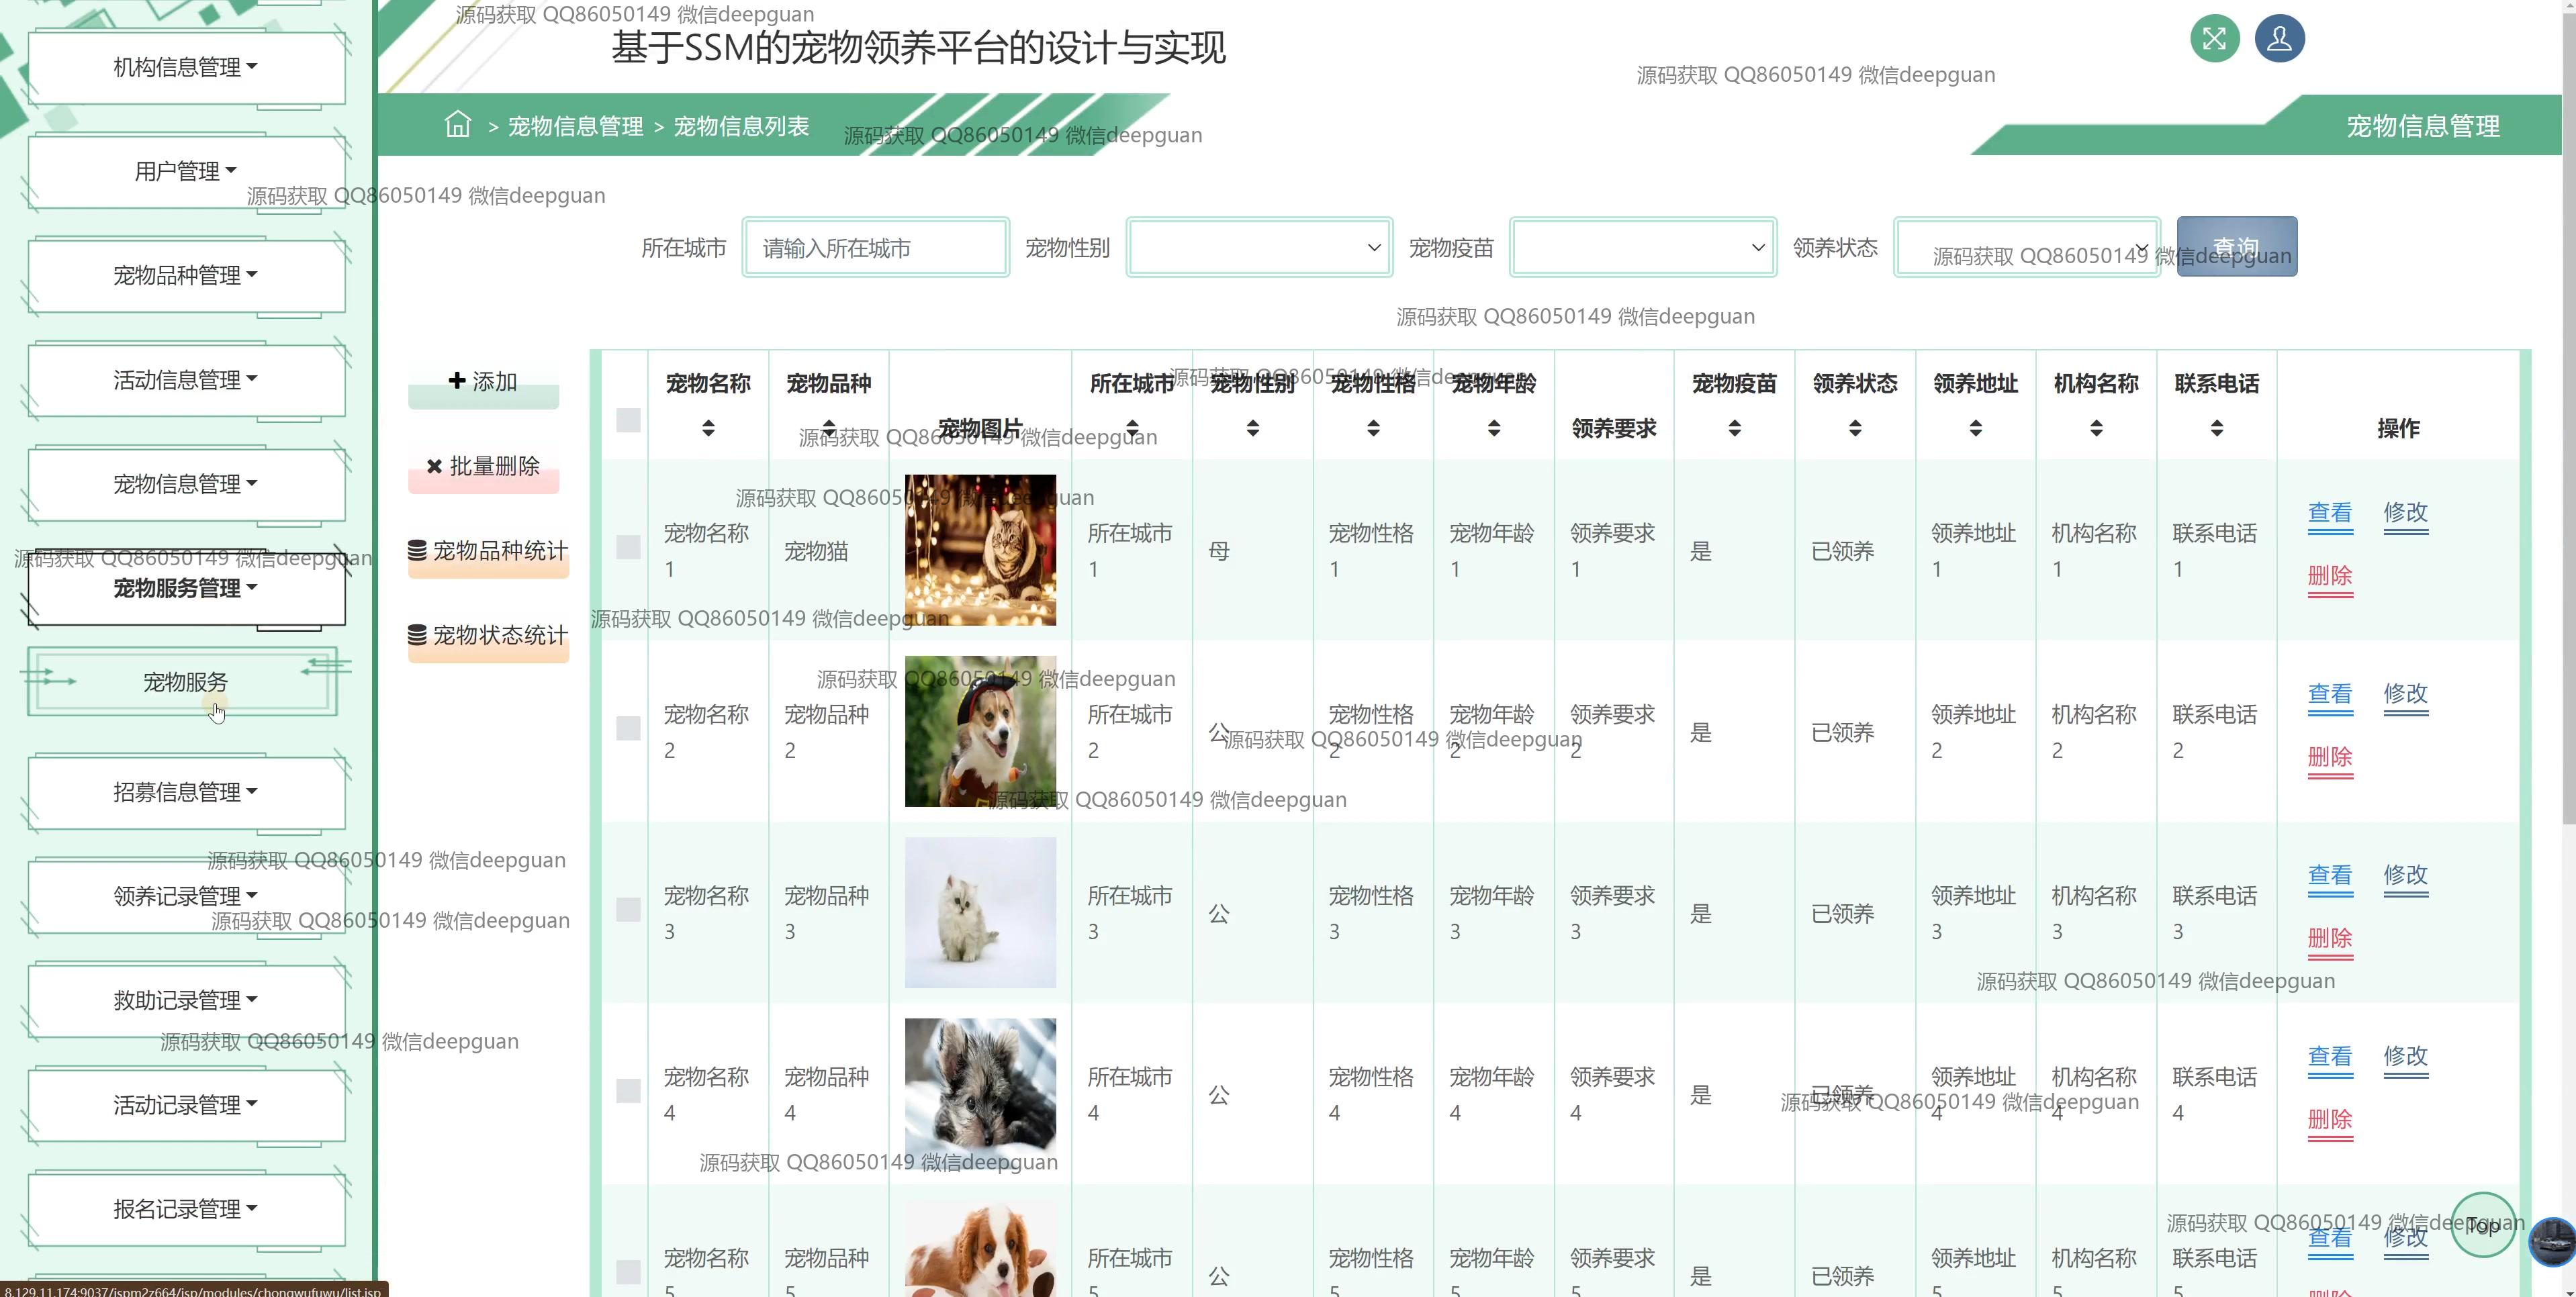 源码获取 QQ86050149 微信deepguan
基于SSM的宠物领养平台的设计与实现
源码获取 QQ86050149 微信deepguan
> 宠物信息管理 > 宠物信息列表
源码获取 QQ86050149 微信deepguan
宠物信息管理
机构信息管理
用户管理
源码获取 QQ86050149 微信deepguan
宠物品种管理
活动信息管理
宠物信息管理
源码获取 QQ86050149 微信deepguan
宠物服务管理
宠物服务
招募信息管理
源码获取 QQ86050149 微信deepguan
领养记录管理
源码获取 QQ86050149 微信deepguan
救助记录管理
源码获取 QQ86050149 微信deepguan
活动记录管理
报名记录管理
8.129.11.174:9037/jspm2z664/jsp/modules/chongwufuwu/list.jsp
所在城市 请输入所在城市 宠物性别 宠物疫苗 领养状态 查询
源码获取 QQ86050149 微信deepguan
源码获取 QQ86050149 微信deepguan
添加
批量删除
宠物品种统计
宠物状态统计
源码获取 QQ86050149 微信deepguan
宠物名称 宠物品种 宠物图片 所在城市 宠物性别 宠物性格 宠物年龄 领养要求 宠物疫苗 领养状态 领养地址 机构名称 联系电话 操作
源码获取 QQ86050149 微信deepguan
源码获取 QQ86050149 微信deepguan
宠物名称1 宠物猫 所在城市1 母 宠物性格1 宠物年龄1 领养要求1 是 已领养 领养地址1 机构名称1 联系电话1 查看 修改 删除
源码获取 QQ86050149 微信deepguan
源码获取 QQ86050149 微信deepguan
宠物名称2 宠物品种2 所在城市2 公 宠物性格2 宠物年龄2 领养要求2 是 已领养 领养地址2 机构名称2 联系电话2 查看 修改 删除
源码获取 QQ86050149 微信deepguan
源码获取 QQ86050149 微信deepguan
宠物名称3 宠物品种3 所在城市3 公 宠物性格3 宠物年龄3 领养要求3 是 已领养 领养地址3 机构名称3 联系电话3 查看 修改 删除
源码获取 QQ86050149 微信deepguan
宠物名称4 宠物品种4 所在城市4 公 宠物性格4 宠物年龄4 领养要求4 是 已领养 领养地址4 机构名称4 联系电话4 查看 修改 删除
源码获取 QQ86050149 微信deepguan
源码获取 QQ86050149 微信deepguan
源码获取 QQ86050149 微信deepguan
宠物名称5 宠物品种5 所在城市5 公 宠物性格5 宠物年龄5 领养要求5 是 已领养 领养地址5 机构名称5 联系电话5 查看 修改 删除
Top